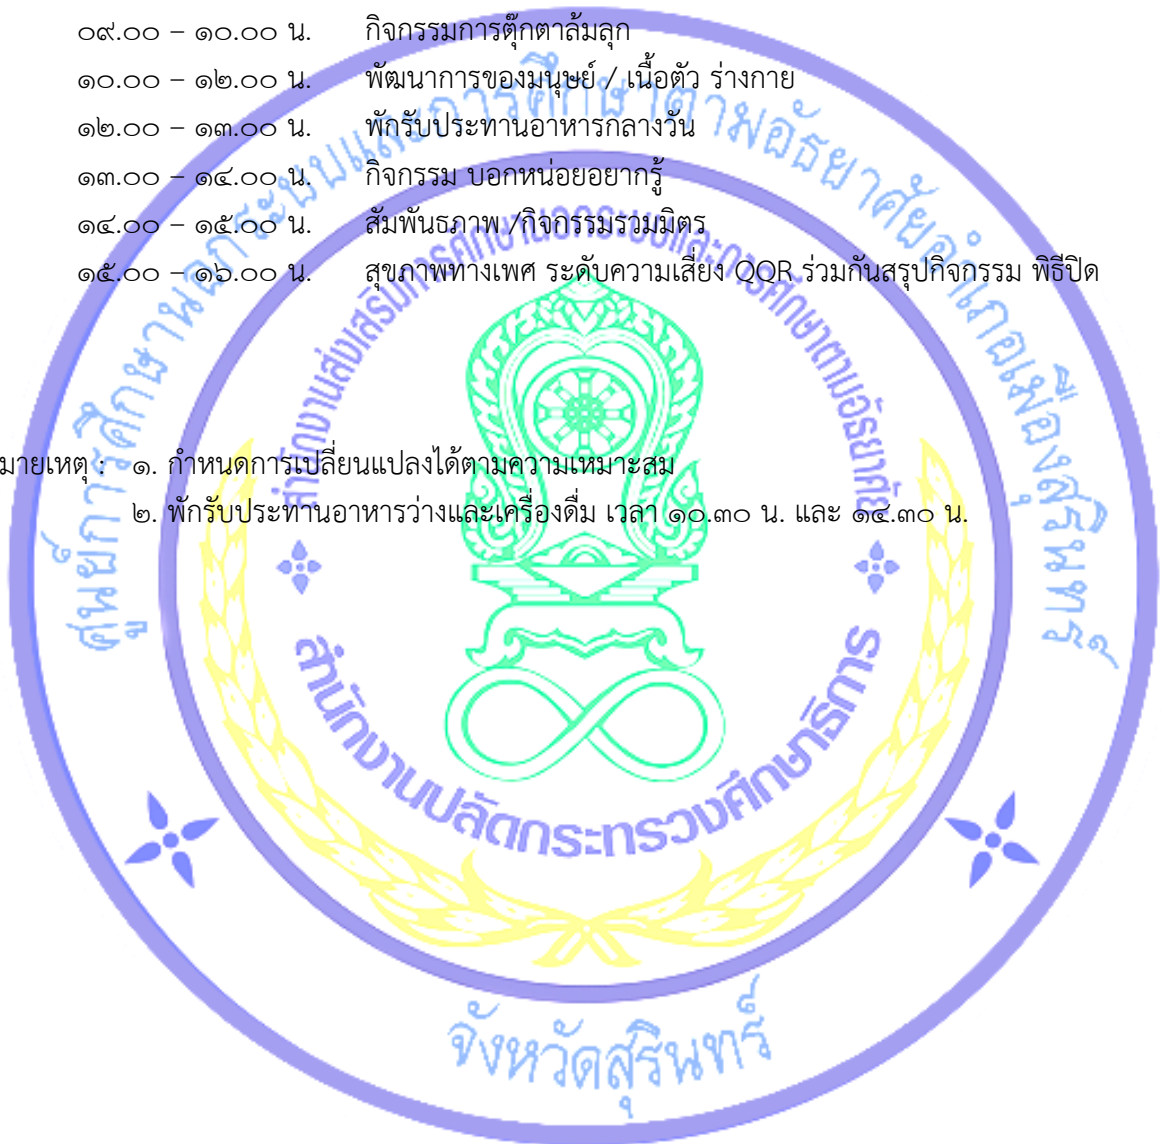 ๐๙.๐๐ – ๑๐.๐๐ น. กิจกรรมการตุ๊กตาล้มลุก
๑๐.๐๐ – ๑๒.๐๐ น. พัฒนาการของมนุษย์ / เนื้อตัว ร่างกาย
๑๒.๐๐ – ๑๓.๐๐ น. พักรับประทานอาหารกลางวัน
๑๓.๐๐ – ๑๔.๐๐ น. กิจกรรม บอกหน่อยอยากรู้
๑๔.๐๐ – ๑๕.๐๐ น. สัมพันธภาพ /กิจกรรมรวมมิตร
๑๕.๐๐ – ๑๖.๐๐ น. สุขภาพทางเพศ ระดับความเสี่ยง QQR ร่วมกันสรุปกิจกรรม พิธีปิด
มายเหตุ : ๑. กำหนดการเปลี่ยนแปลงได้ตามความเหมาะสม
๒. พักรับประทานอาหารว่างและเครื่องดื่ม เวลา ๑๐.๓๐ น. และ ๑๔.๓๐ น.
ศูนย์การศึกษานอกระบบและการศึกษาตามอัธยาศัยอำเภอเมืองสุรินทร์
สำนักงานส่งเสริมการศึกษานอกระบบและการศึกษาตามอัธยาศัย
สำนักงานปลัดกระทรวงศึกษาธิการ
จังหวัดสุรินทร์